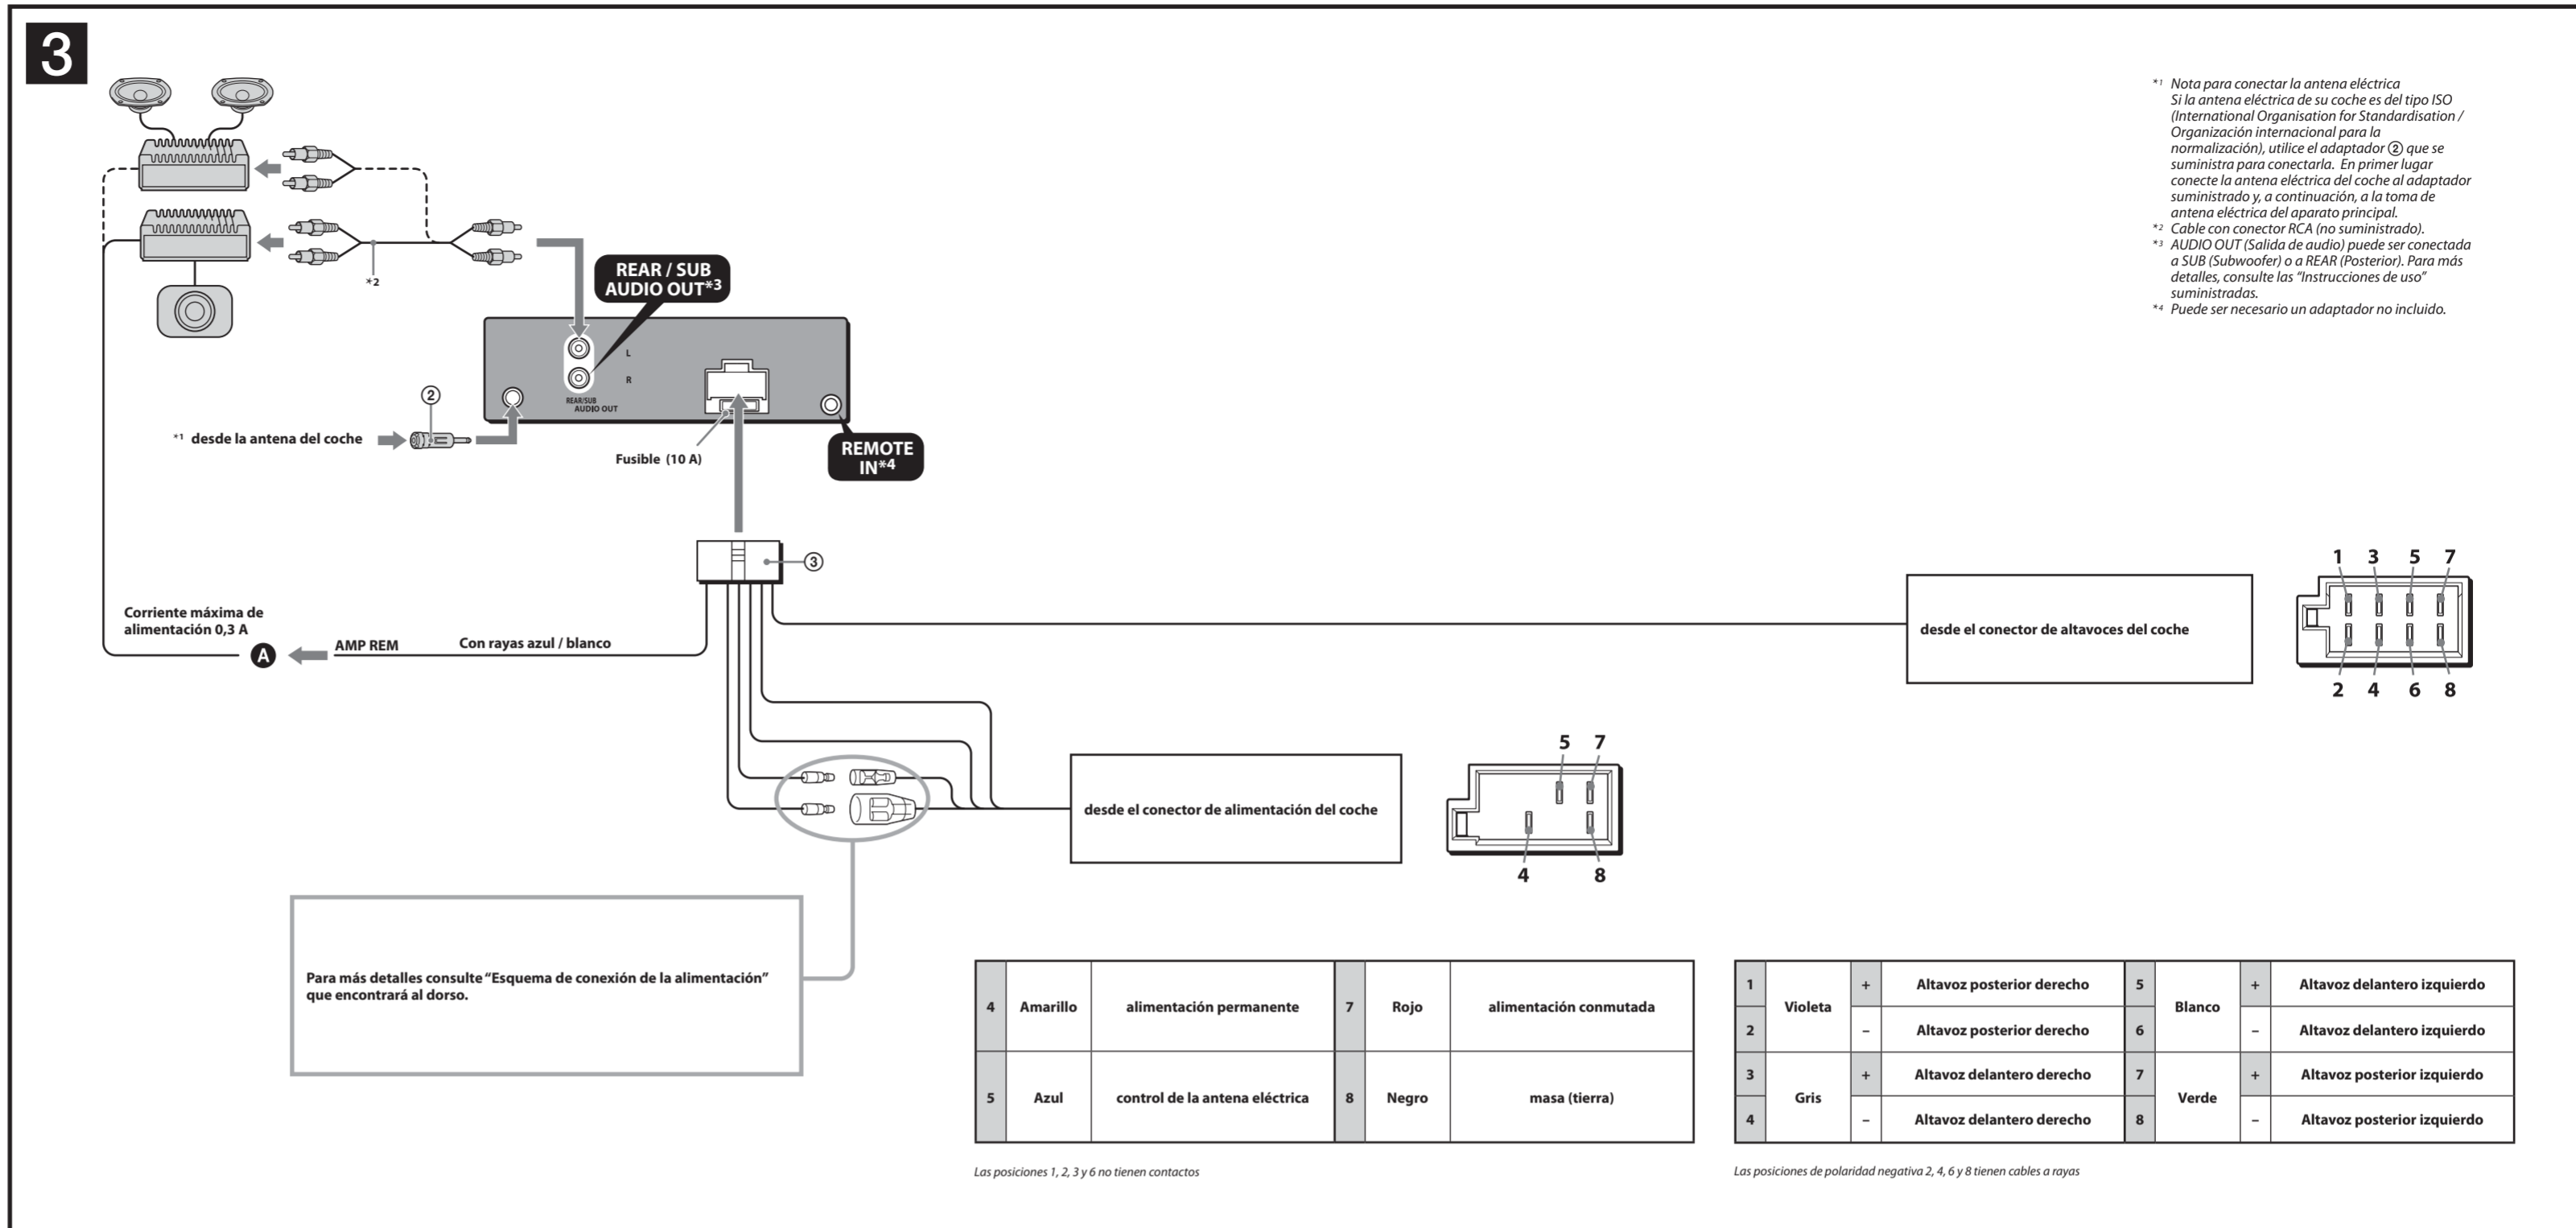 3
*1 Nota para conectar la antena eléctrica
Si la antena eléctrica de su coche es del tipo ISO
(International Organisation for Standardisation /
Organización internacional para la
normalización), utilice el adaptador ② que se
suministra para conectarla. En primer lugar
conecte la antena eléctrica del coche al adaptador
suministrado y, a continuación, a la toma de
antena eléctrica del aparato principal.
*2 Cable con conector RCA (no suministrado).
*3 AUDIO OUT (Salida de audio) puede ser conectada
a SUB (Subwoofer) o a REAR (Posterior). Para más
detalles, consulte las “Instrucciones de uso”
suministradas.
*4 Puede ser necesario un adaptador no incluido.
*2
REAR / SUB
AUDIO OUT*3
L
R
REAR/SUB
AUDIO OUT
②
*1 desde la antena del coche
Fusible (10 A)
REMOTE
IN*4
③
Corriente máxima de
alimentación 0,3 A
A
AMP REM
Con rayas azul / blanco
desde el conector de altavoces del coche
1 3 5 7
2 4 6 8
desde el conector de alimentación del coche
5 7
4 8
Para más detalles consulte “Esquema de conexión de la alimentación”
que encontrará al dorso.
4 Amarillo alimentación permanente 7 Rojo alimentación conmutada
5 Azul control de la antena eléctrica 8 Negro masa (tierra)
Las posiciones 1, 2, 3 y 6 no tienen contactos
1 Violeta + Altavoz posterior derecho 5 Blanco + Altavoz delantero izquierdo
2 – Altavoz posterior derecho 6 – Altavoz delantero izquierdo
3 Gris + Altavoz delantero derecho 7 Verde + Altavoz posterior izquierdo
4 – Altavoz delantero derecho 8 – Altavoz posterior izquierdo
Las posiciones de polaridad negativa 2, 4, 6 y 8 tienen cables a rayas